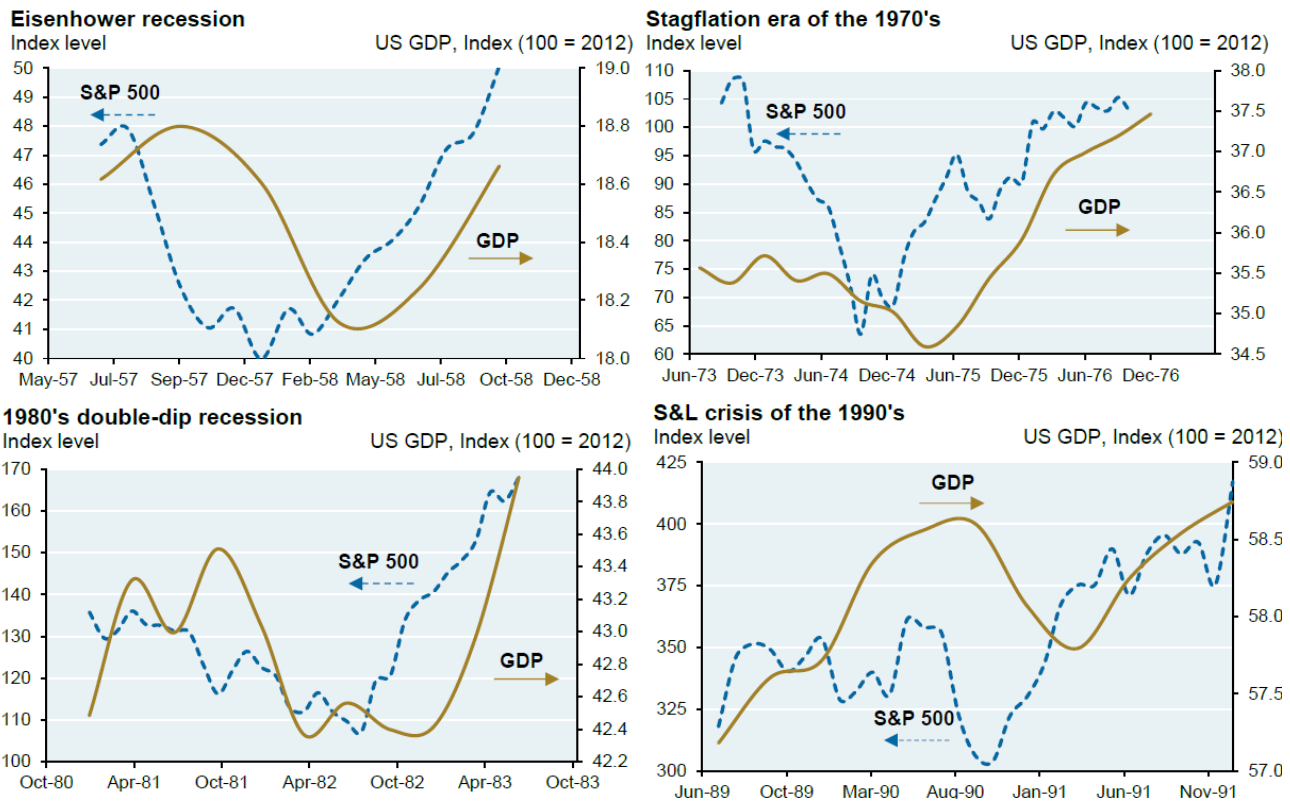 Eisenhower recession
Index level US GDP, Index (100 = 2012)
50 19.0
49
S&P 500
48 18.8
47
46 18.6
45
44 18.4
GDP
43
42 18.2
41
40 18.0
May-57 Jul-57 Sep-57 Dec-57 Feb-58 May-58 Jul-58 Oct-58 Dec-58
Stagflation era of the 1970's
Index level US GDP, Index (100 = 2012)
110 38.0
105
S&P 500
37.5
100
95 37.0
90
36.5
85
GDP
80 36.0
75
35.5
70
35.0
65
60 34.5
Jun-73 Dec-73 Jun-74 Dec-74 Jun-75 Dec-75 Jun-76 Dec-76
1980's double-dip recession
Index level US GDP, Index (100 = 2012)
170 44.0
43.8
160
43.6
150
S&P 500
43.4
140
43.2
130 43.0
GDP
42.8
120
42.6
110
42.4
100 42.2
Oct-80 Apr-81 Oct-81 Apr-82 Oct-82 Apr-83 Oct-83
S&L crisis of the 1990's
Index level US GDP, Index (100 = 2012)
425 59.0
GDP
400
58.5
375
58.0
350
57.5
325
S&P 500
300 57.0
Jun-89 Oct-89 Mar-90 Aug-90 Jan-91 Jun-91 Nov-91